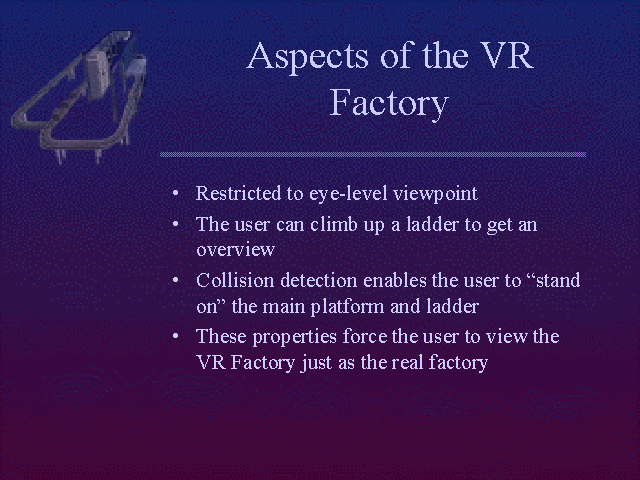 Aspects of the VR
Factory
• Restricted to eye-level viewpoint
• The user can climb up a ladder to get an
overview
• Collision detection enables the user to “stand
on” the main platform and ladder
• These properties force the user to view the
VR Factory just as the real factory